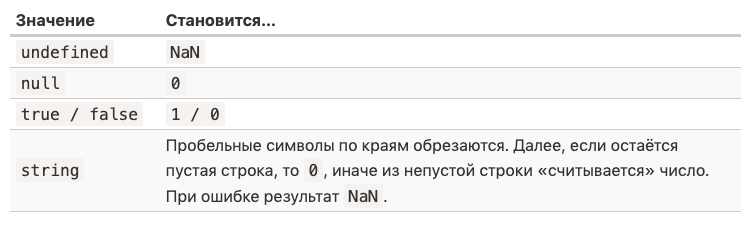 Значение Становится...
undefined NaN
null 0
true / false 1 / 0
Пробельные символы по краям обрезаются. Далее, если остаётся
string пустая строка, то 0, иначе из непустой строки «считывается» число.
При ошибке результат NaN.